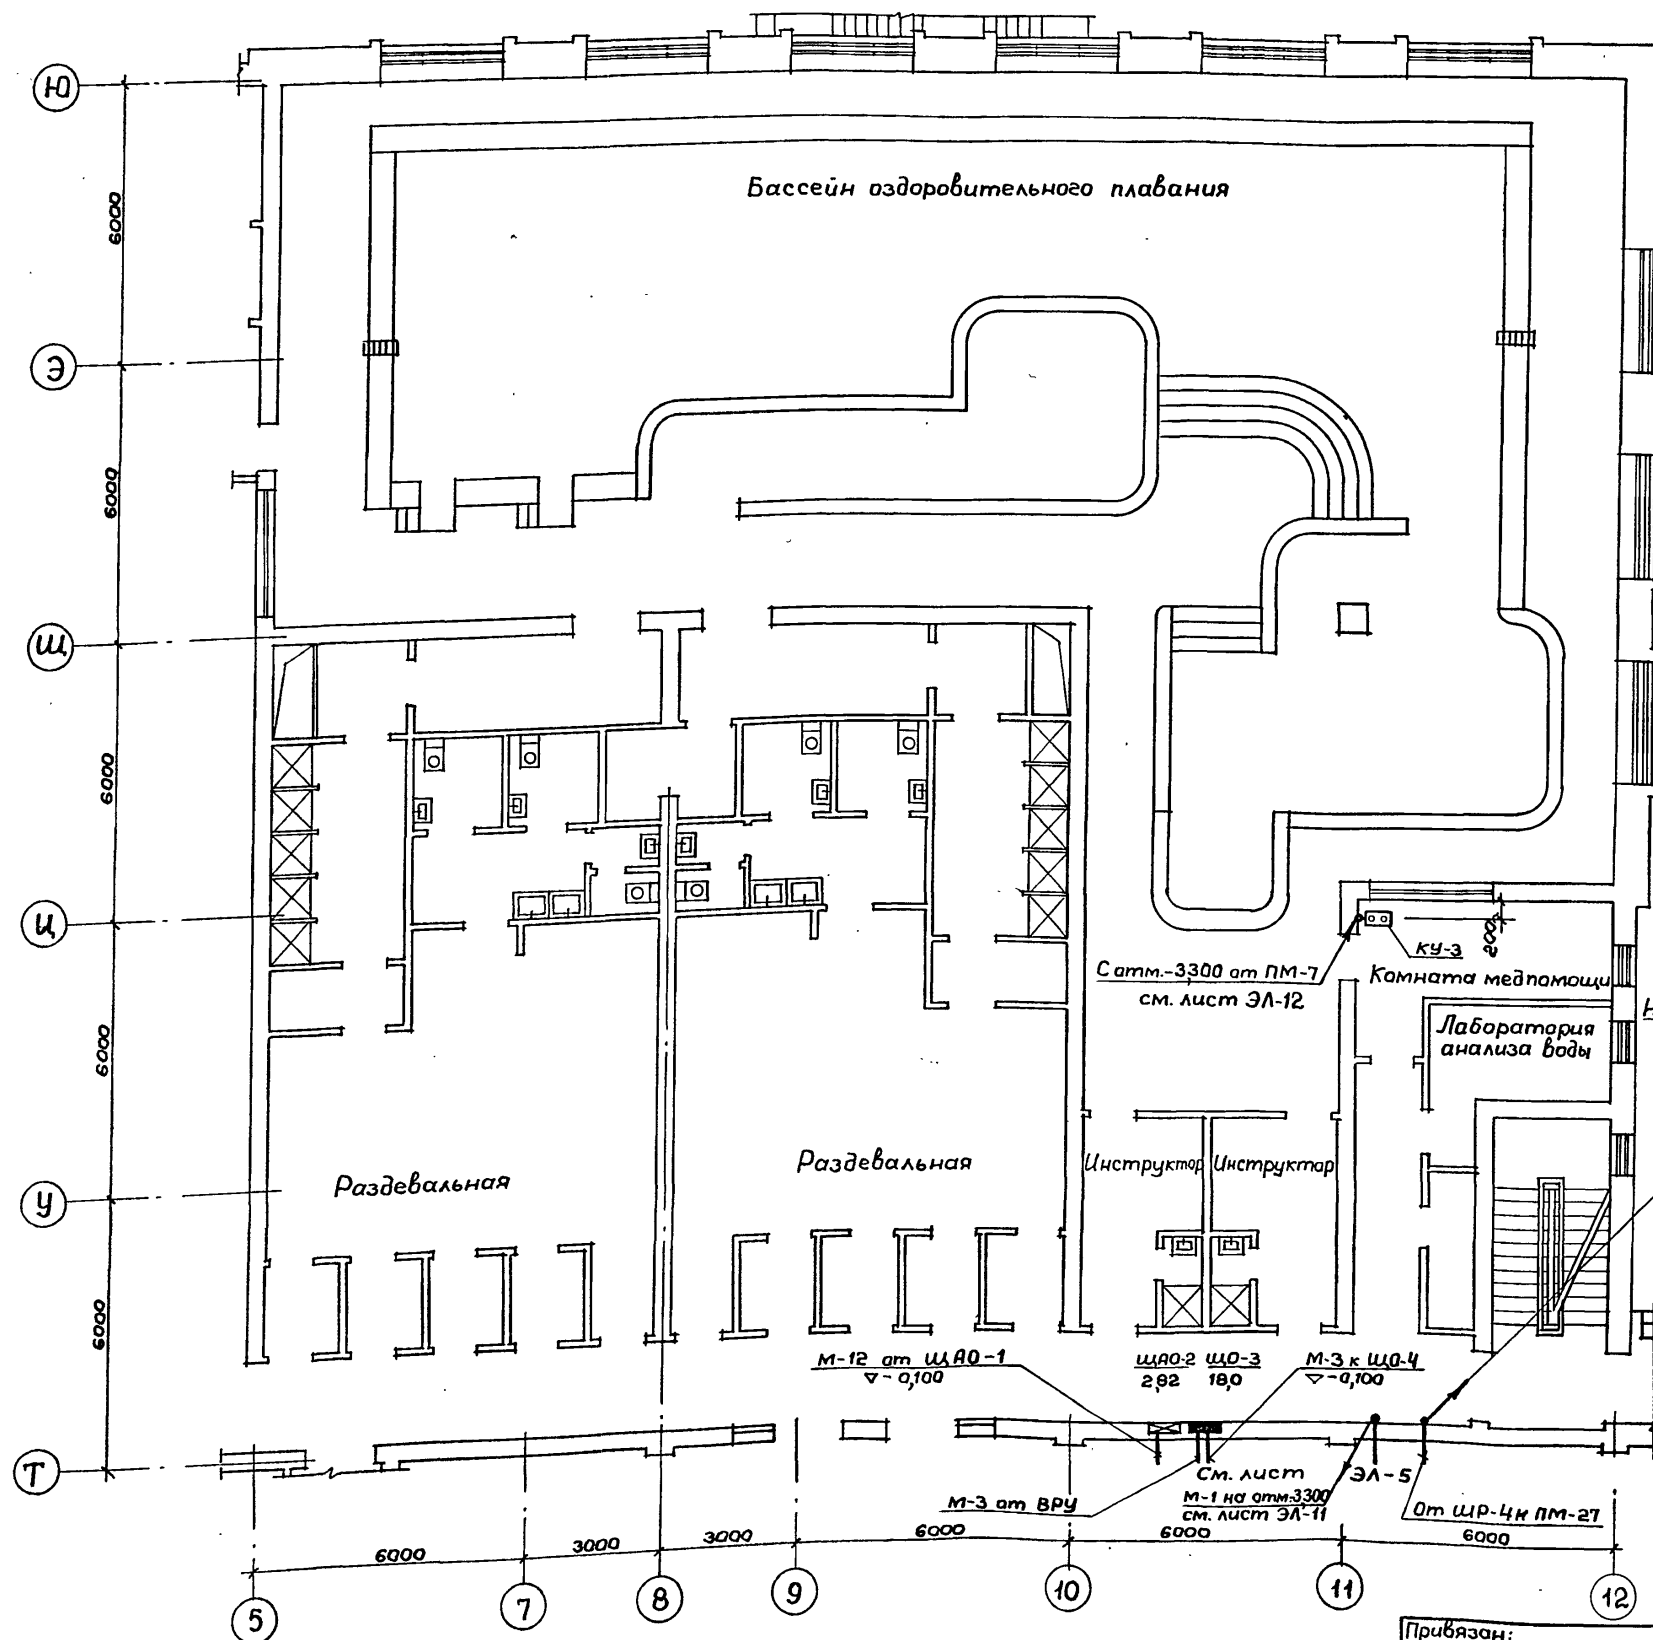 Ю
6000
Бассейн оздоровительного плавания
Э
6000
Щ
6000
Ц
КУ-3
200
С отм.-3300 от ПМ-7
см. лист ЭЛ-12
Комната медпомощи
Лаборатория
анализа воды
6000
Раздевальная
Раздевальная
Инструктор
Инструктор
У
6000
М-12 от ЩАО-1
▽-0,100
ЩАО-2
2,82
ЩО-3
18,0
М-3 к ЩО-4
▽-0,100
Т
См. лист ЭЛ-5
М-3 от ВРУ
М-1 на отм.-3,300
см. лист ЭЛ-11
От ШР-4к ПМ-27
6000
3000
3000
6000
6000
6000
5
7
8
9
10
11
12
Привязан: